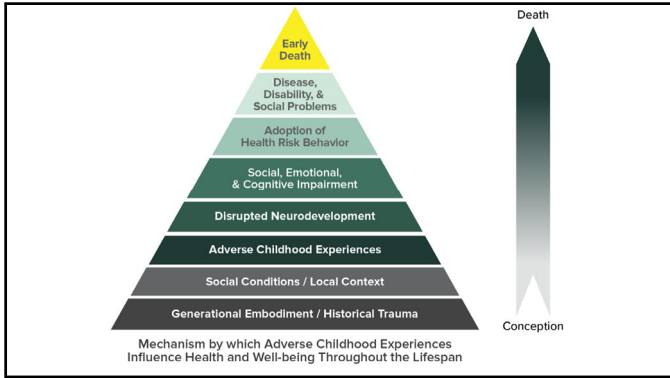 Death
Early
Death
Disease,
Disability, &
Social Problems
Adoption of
Health Risk Behavior
Social, Emotional,
& Cognitive Impairment
Disrupted Neurodevelopment
Adverse Childhood Experiences
Social Conditions / Local Context
Generational Embodiment / Historical Trauma
Conception
Mechanism by which Adverse Childhood Experiences
Influence Health and Well-being Throughout the Lifespan